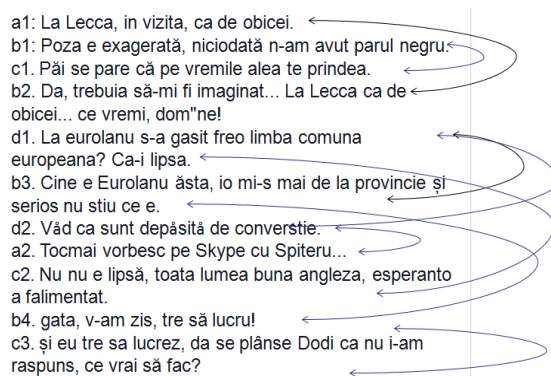 a1: La Lecca, in vizita, ca de obicei.
b1: Poza e exagerată, niciodată n-am avut parul negru.
c1. Păi se pare că pe vremile alea te prindea.
b2. Da, trebuia să-mi fi imaginat... La Lecca ca de
obicei... ce vremi, dom"ne!
d1. La eurolanu s-a gasit freo limba comuna
europeana? Ca-i lipsa.
b3. Cine e Eurolanu ăsta, io mi-s mai de la provincie și
serios nu stiu ce e.
d2. Våd ca sunt depåsitå de converstie.
a2. Tocmai vorbesc pe Skype cu Spiteru...
c2. Nu nu e lipsă, toata lumea buna angleza, esperanto
a falimentat.
b4. gata, v-am zis, tre să lucru!
c3. și eu tre sa lucrez, da se plânse Dodi ca nu i-am
raspuns, ce vrai să fac?